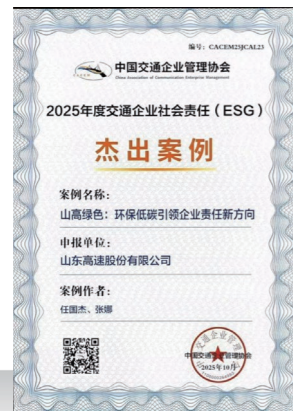 编号：CACEM25JCAL23
中国交通企业管理协会
China Association of Communication Enterprise Management
2025年度交通企业社会责任（ESG）
杰出案例
案例名称：
山高绿色：环保低碳引领企业责任新方向
申报单位：
山东高速股份有限公司
案例作者：
任国杰、张娜
中国交通企业管理协会
2025年10月